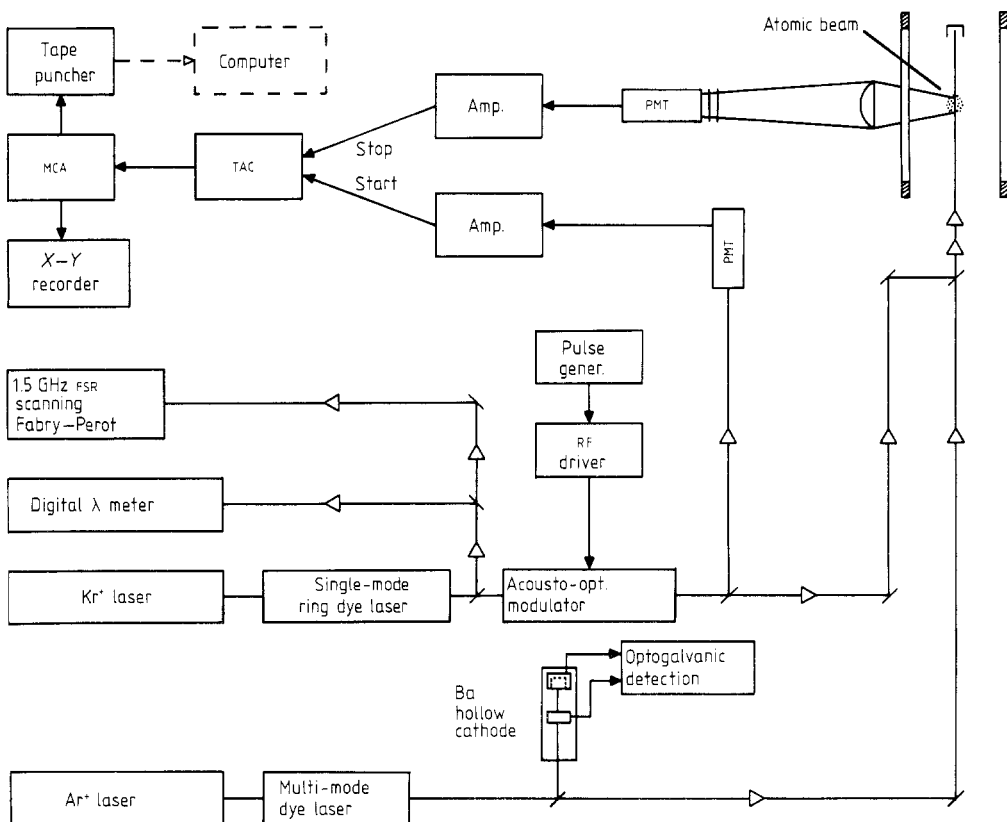 Atomic beam
Tape
puncher
Computer
Amp.
PMT
Stop
MCA
TAC
Start
Amp.
PMT
X–Y
recorder
Pulse
gener.
1.5 GHz FSR
scanning
Fabry–Perot
RF
driver
Digital λ meter
Kr⁺ laser
Single-mode
ring dye laser
Acousto-opt.
modulator
Optogalvanic
detection
Ba
hollow
cathode
Ar⁺ laser
Multi-mode
dye laser